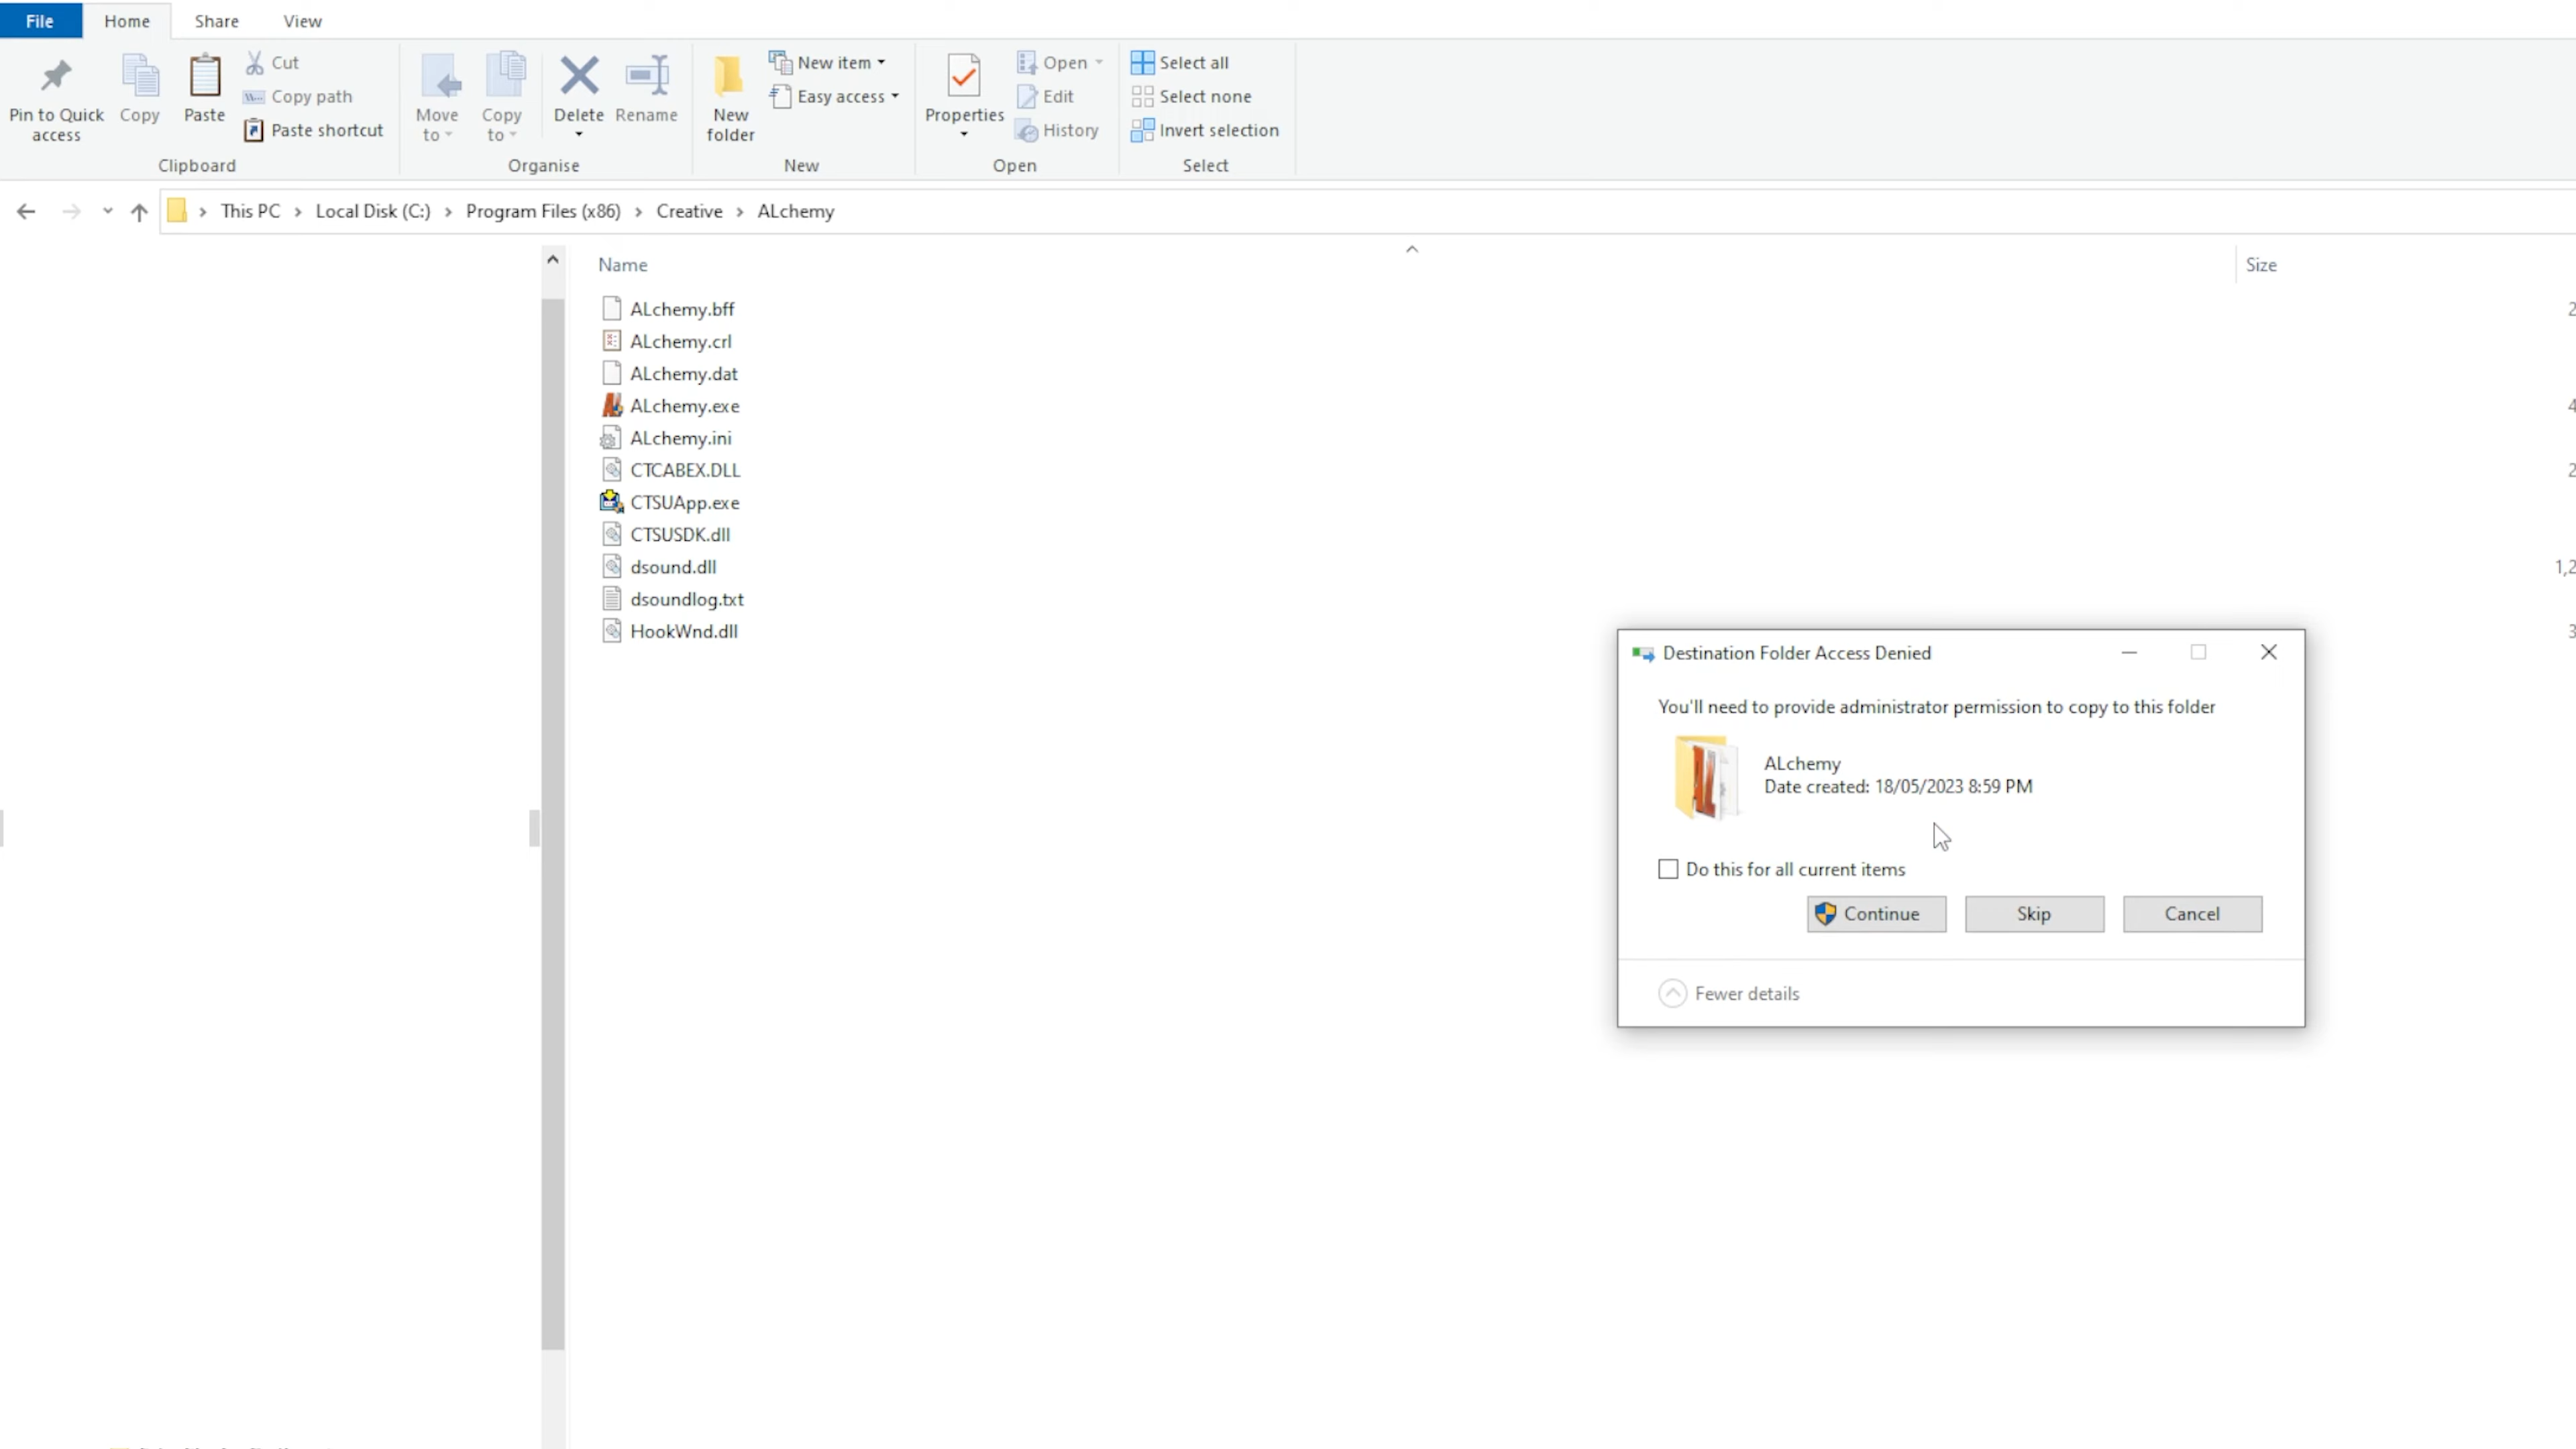 File
Home
Share
View
Pin to Quick
access
Copy
Paste
Cut
Copy path
Paste shortcut
Clipboard
Move
to
Copy
to
Delete
Rename
Organise
New
folder
New item
Easy access
New
Properties
Open
Edit
History
Open
Select all
Select none
Invert selection
Select
This PC › Local Disk (C:) › Program Files (x86) › Creative › ALchemy
Name
Size
ALchemy.bff
ALchemy.crl
ALchemy.dat
ALchemy.exe
ALchemy.ini
CTCABEX.DLL
CTSUApp.exe
CTSUSDK.dll
dsound.dll
dsoundlog.txt
HookWnd.dll
Destination Folder Access Denied
You'll need to provide administrator permission to copy to this folder
ALchemy
Date created: 18/05/2023 8:59 PM
Do this for all current items
Continue
Skip
Cancel
Fewer details